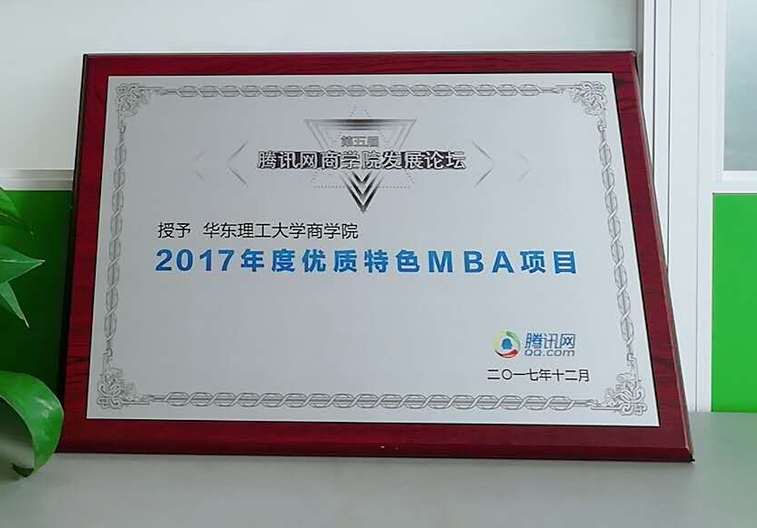 第五届
腾讯网商学院发展论坛
授予 华东理工大学商学院
2017年度优质特色MBA项目
腾讯网
QQ.com
二〇一七年十二月